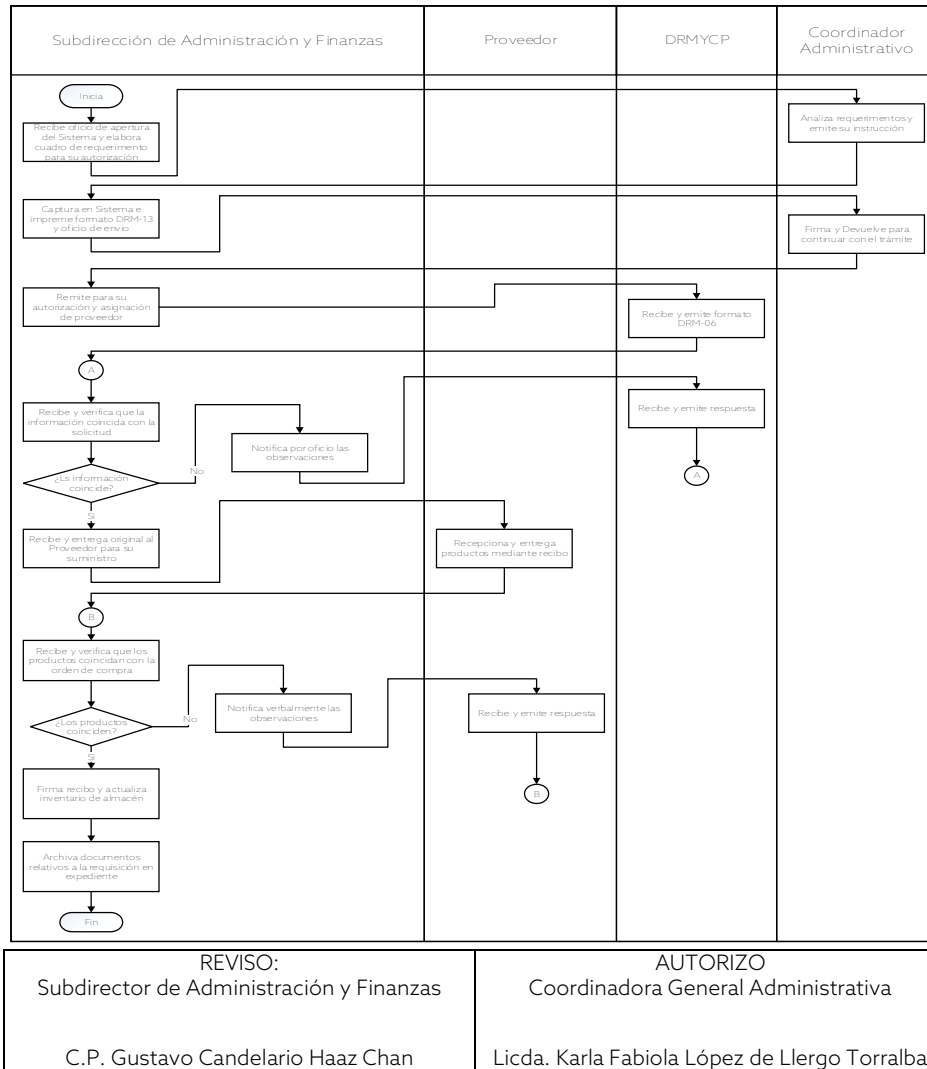 Subdirección de Administración y Finanzas
Proveedor
DRMYCP
Coordinador
Administrativo
Inicia
Recibe oficio de apertura
del Sistema y elabora
cuadro de requerimento
para su autorización
Analiza requerimentos y
emite su instrucción
Captura en Sistema e
impreme formato DRM-13
y oficio de envio
Firma y Devuelve para
continuar con el trámite
Remite para su
autorización y asignación
de proveedor
Recibe y emite formato
DRM-06
A
Recibe y verifica que la
información coincida con la
solicitud
Notifica por oficio las
observaciones
Recibe y emite respuesta
A
¿Ls información
coincide?
No
Si
Recibe y entrega original al
Proveedor para su
suministro
Recepciona y entrega
productos mediante recibo
B
Recibe y verifica que los
productos coincidan con la
orden de compra
Notifica verbalmente las
observaciones
Recibe y emite respuesta
B
¿Los productos
coinciden?
No
Si
Firma recibo y actualiza
inventario de almacén
Archiva documentos
relativos a la requisición en
expediente
Fin
REVISO:
Subdirector de Administración y Finanzas
C.P. Gustavo Candelario Haaz Chan
AUTORIZO
Coordinadora General Administrativa
Licda. Karla Fabiola López de Llergo Torralba